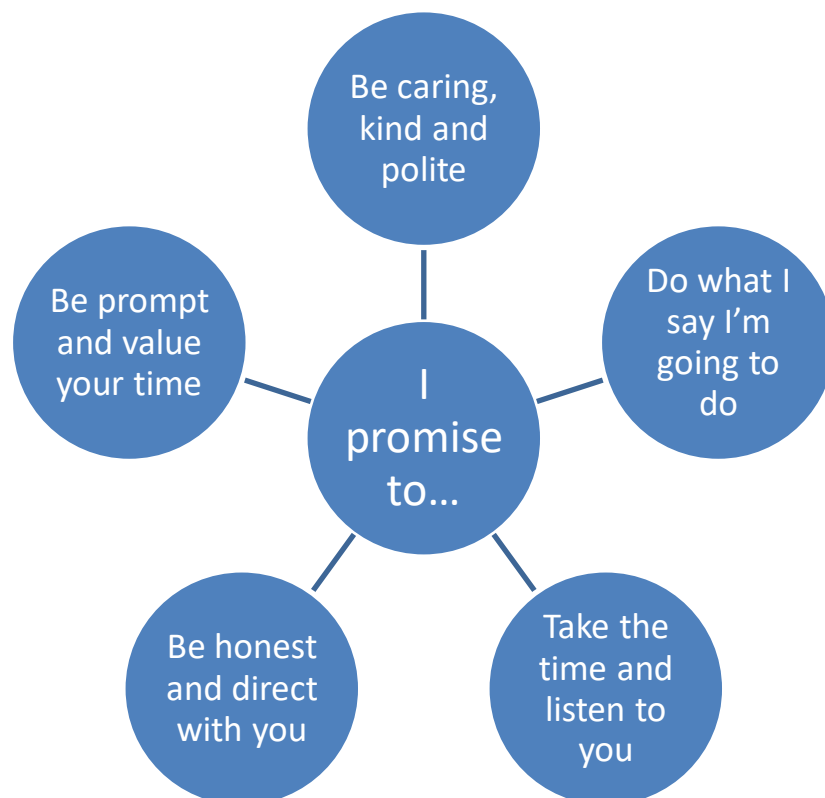 Be caring,
kind and
polite
Do what I
say I’m
going to
do
Take the
time and
listen to
you
Be honest
and direct
with you
Be prompt
and value
your time
I
promise
to…